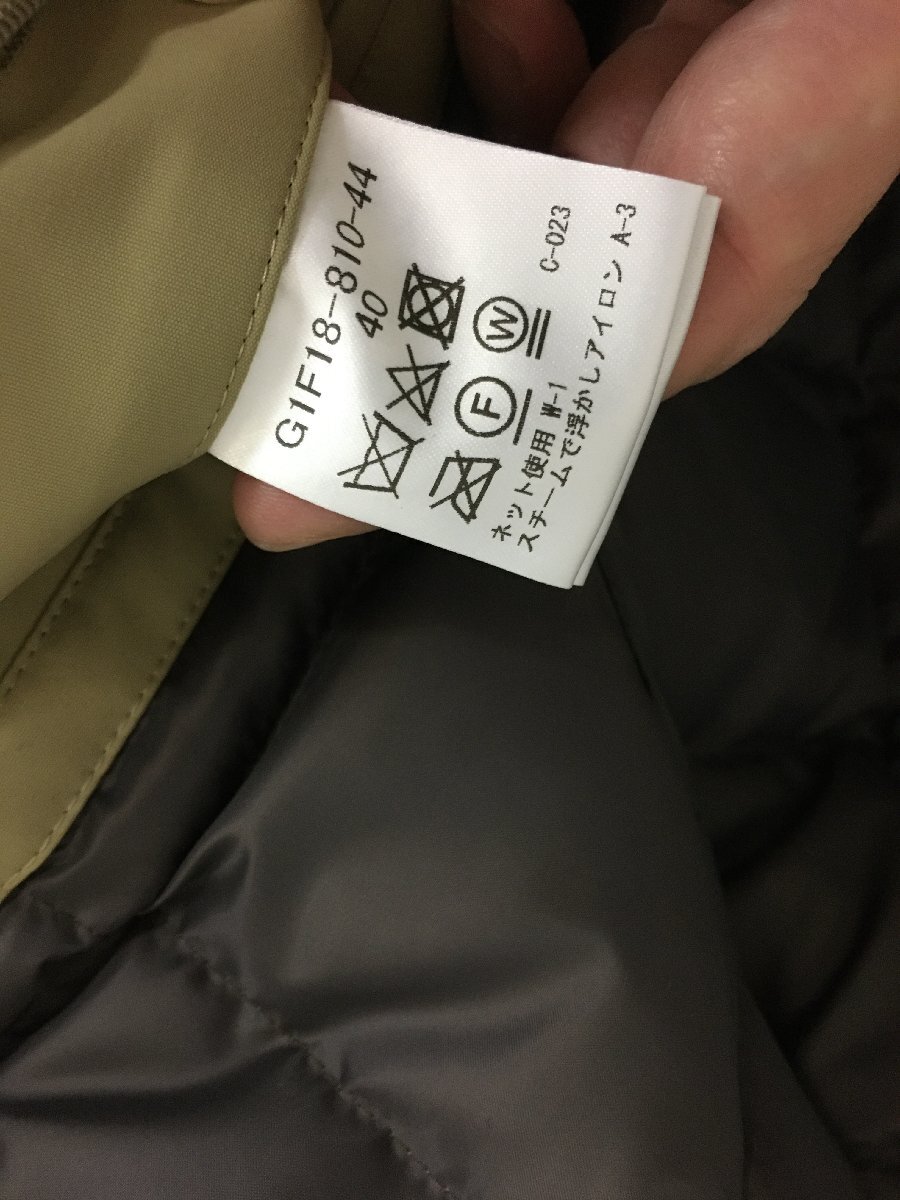 G1F18-810-44
40
F W
ネット使用 W-1 C-023
スチームで浮かしアイロン A-3